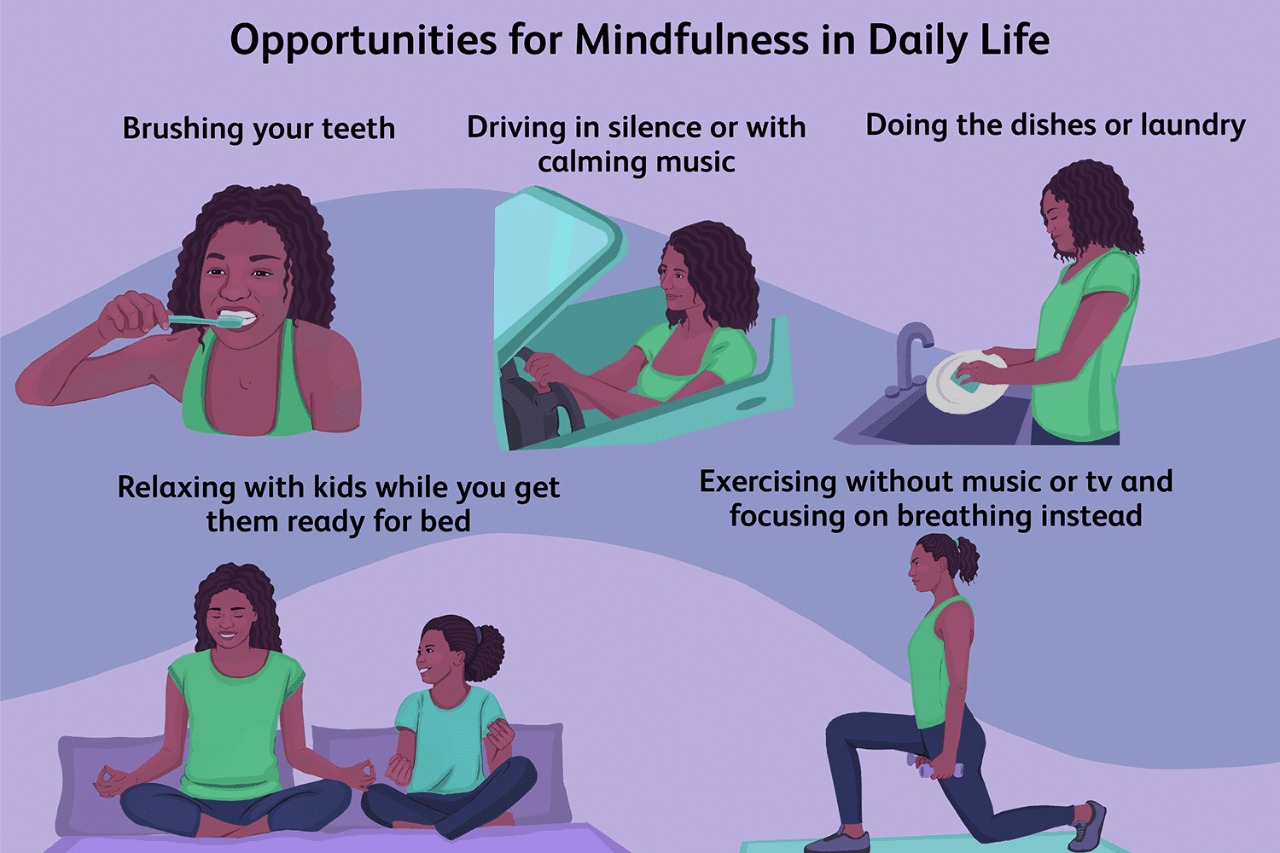 Opportunities for Mindfulness in Daily Life
Brushing your teeth
Driving in silence or with
calming music
Doing the dishes or laundry
Relaxing with kids while you get
them ready for bed
Exercising without music or tv and
focusing on breathing instead